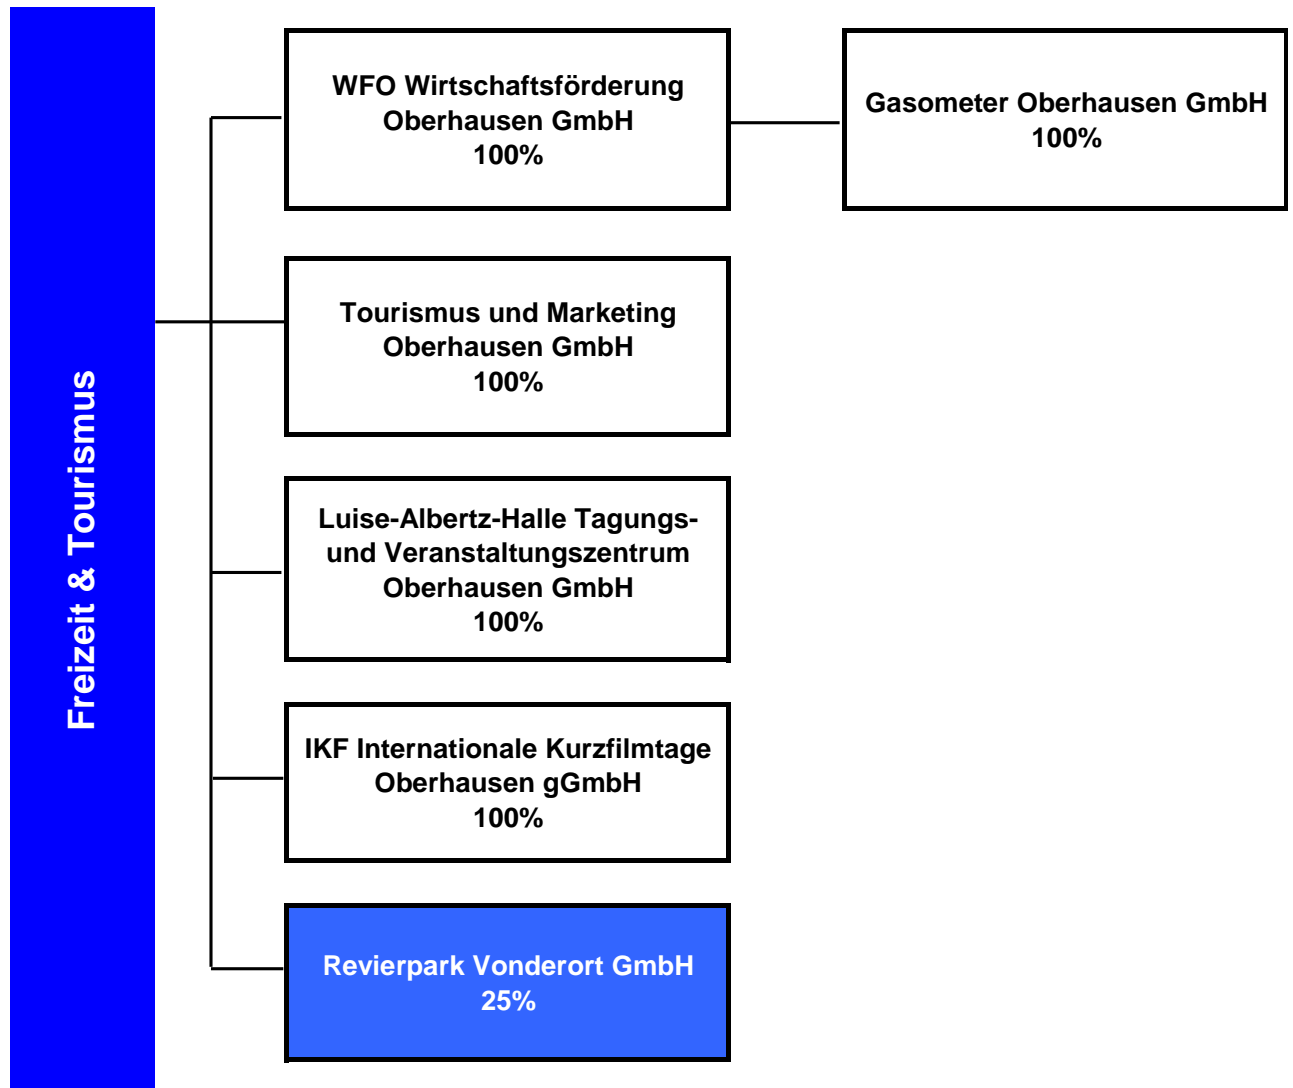 Freizeit & Tourismus
WFO Wirtschaftsförderung
Oberhausen GmbH
100%
Gasometer Oberhausen GmbH
100%
Tourismus und Marketing
Oberhausen GmbH
100%
Luise-Albertz-Halle Tagungs-
und Veranstaltungszentrum
Oberhausen GmbH
100%
IKF Internationale Kurzfilmtage
Oberhausen gGmbH
100%
Revierpark Vonderort GmbH
25%